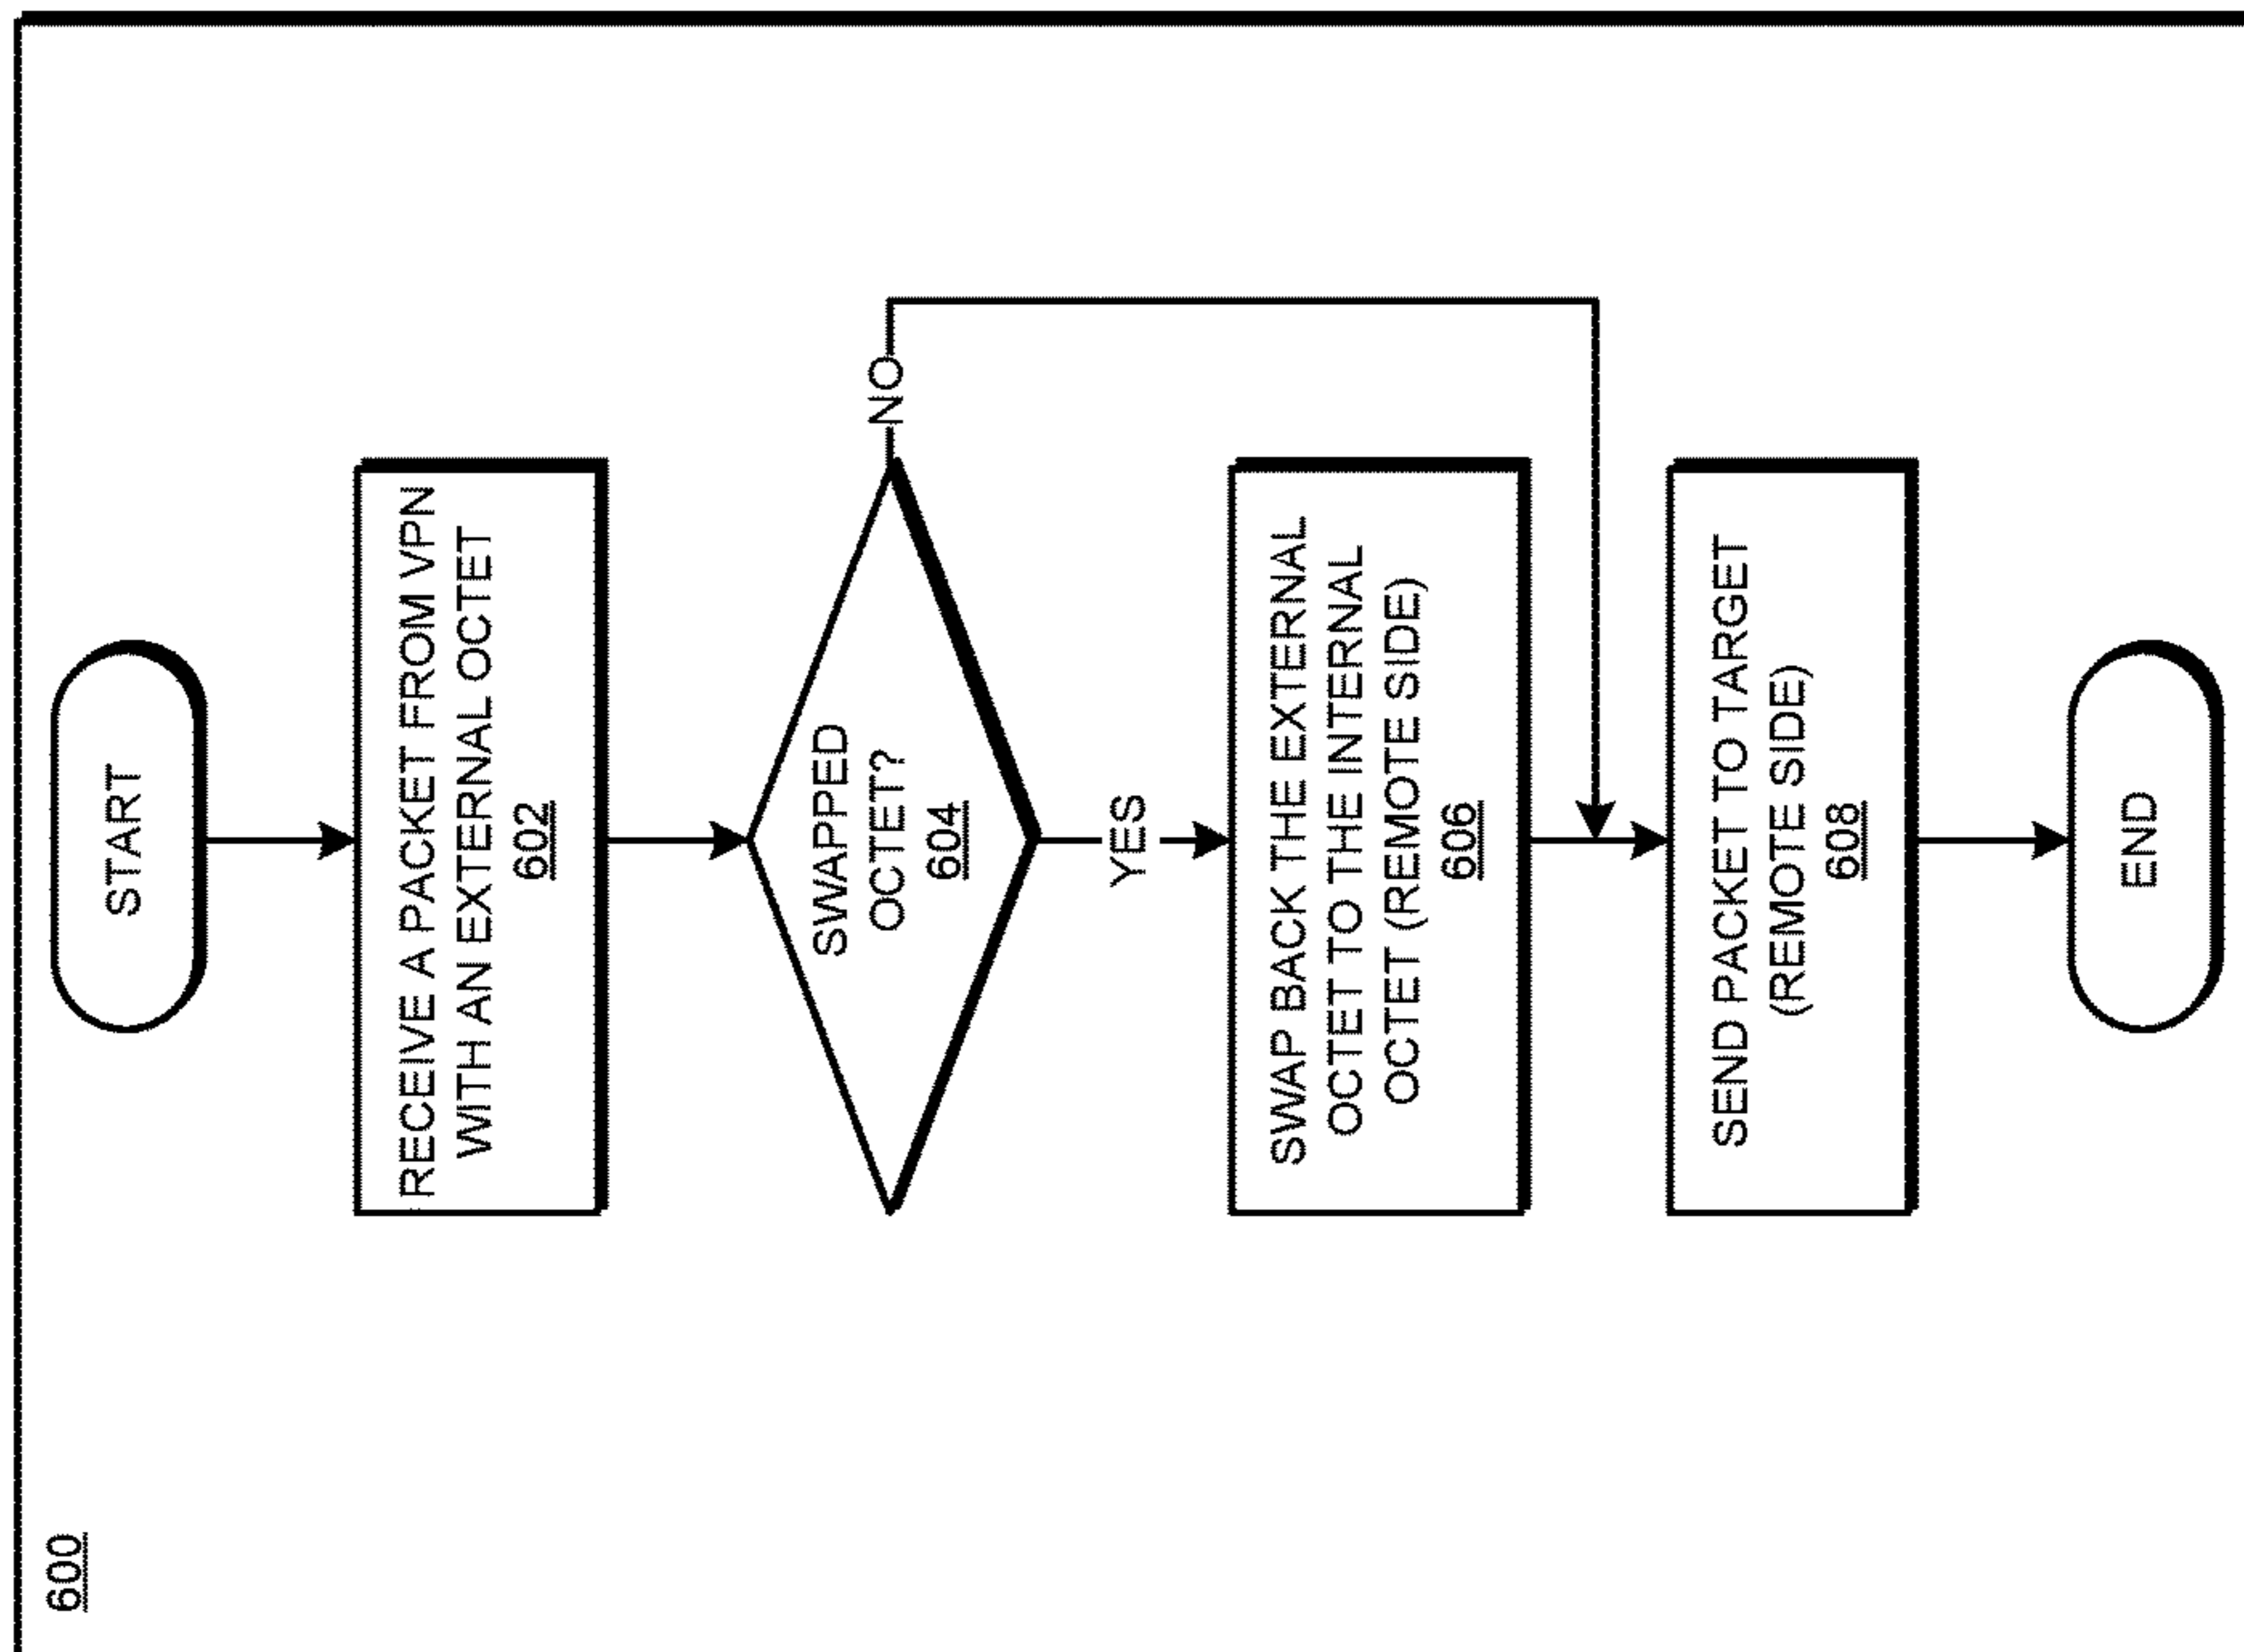 600
START
RECEIVE A PACKET FROM VPN
WITH AN EXTERNAL OCTET
602
SWAPPED
OCTET?
604
NO
YES
SWAP BACK THE EXTERNAL
OCTET TO THE INTERNAL
OCTET (REMOTE SIDE)
606
SEND PACKET TO TARGET
(REMOTE SIDE)
608
END